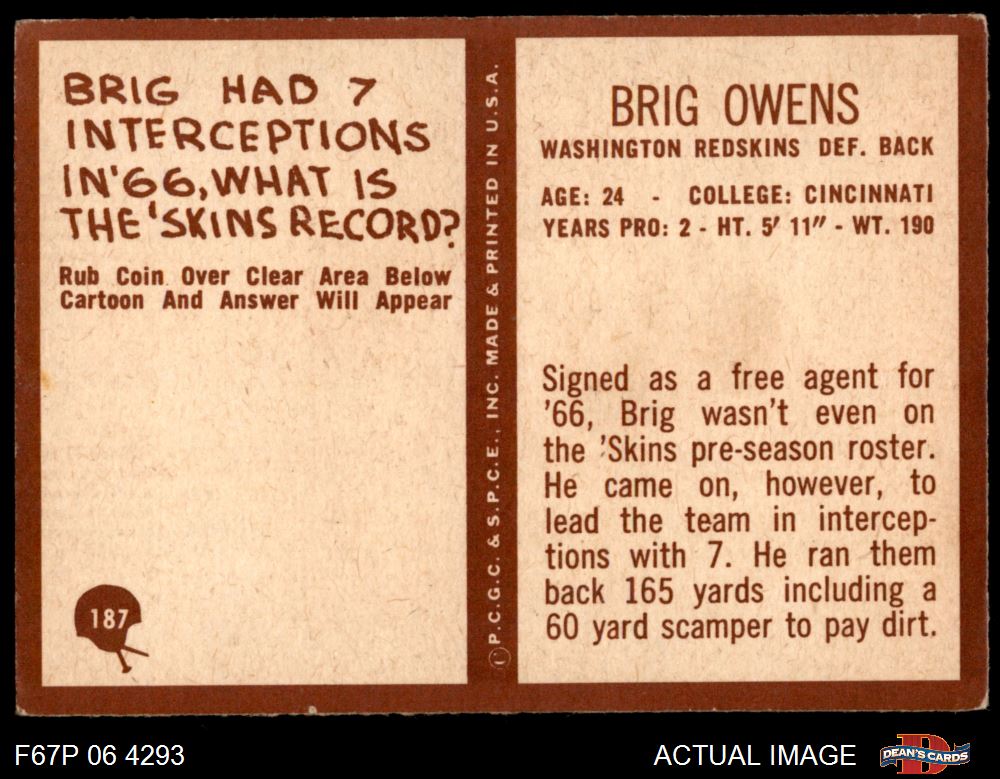 BRIG HAD 7
INTERCEPTIONS
IN '66, WHAT IS
THE 'SKINS RECORD?
Rub Coin Over Clear Area Below
Cartoon And Answer Will Appear
187
© P.C.G.C. & S.P.C.E., INC. MADE & PRINTED IN U.S.A.
BRIG OWENS
WASHINGTON REDSKINS DEF. BACK
AGE: 24 - COLLEGE: CINCINNATI
YEARS PRO: 2 - HT. 5' 11" - WT. 190
Signed as a free agent for
'66, Brig wasn't even on
the 'Skins pre-season roster.
He came on, however, to
lead the team in intercep-
tions with 7. He ran them
back 165 yards including a
60 yard scamper to pay dirt.
F67P 06 4293
ACTUAL IMAGE
D
DEAN'S CARDS